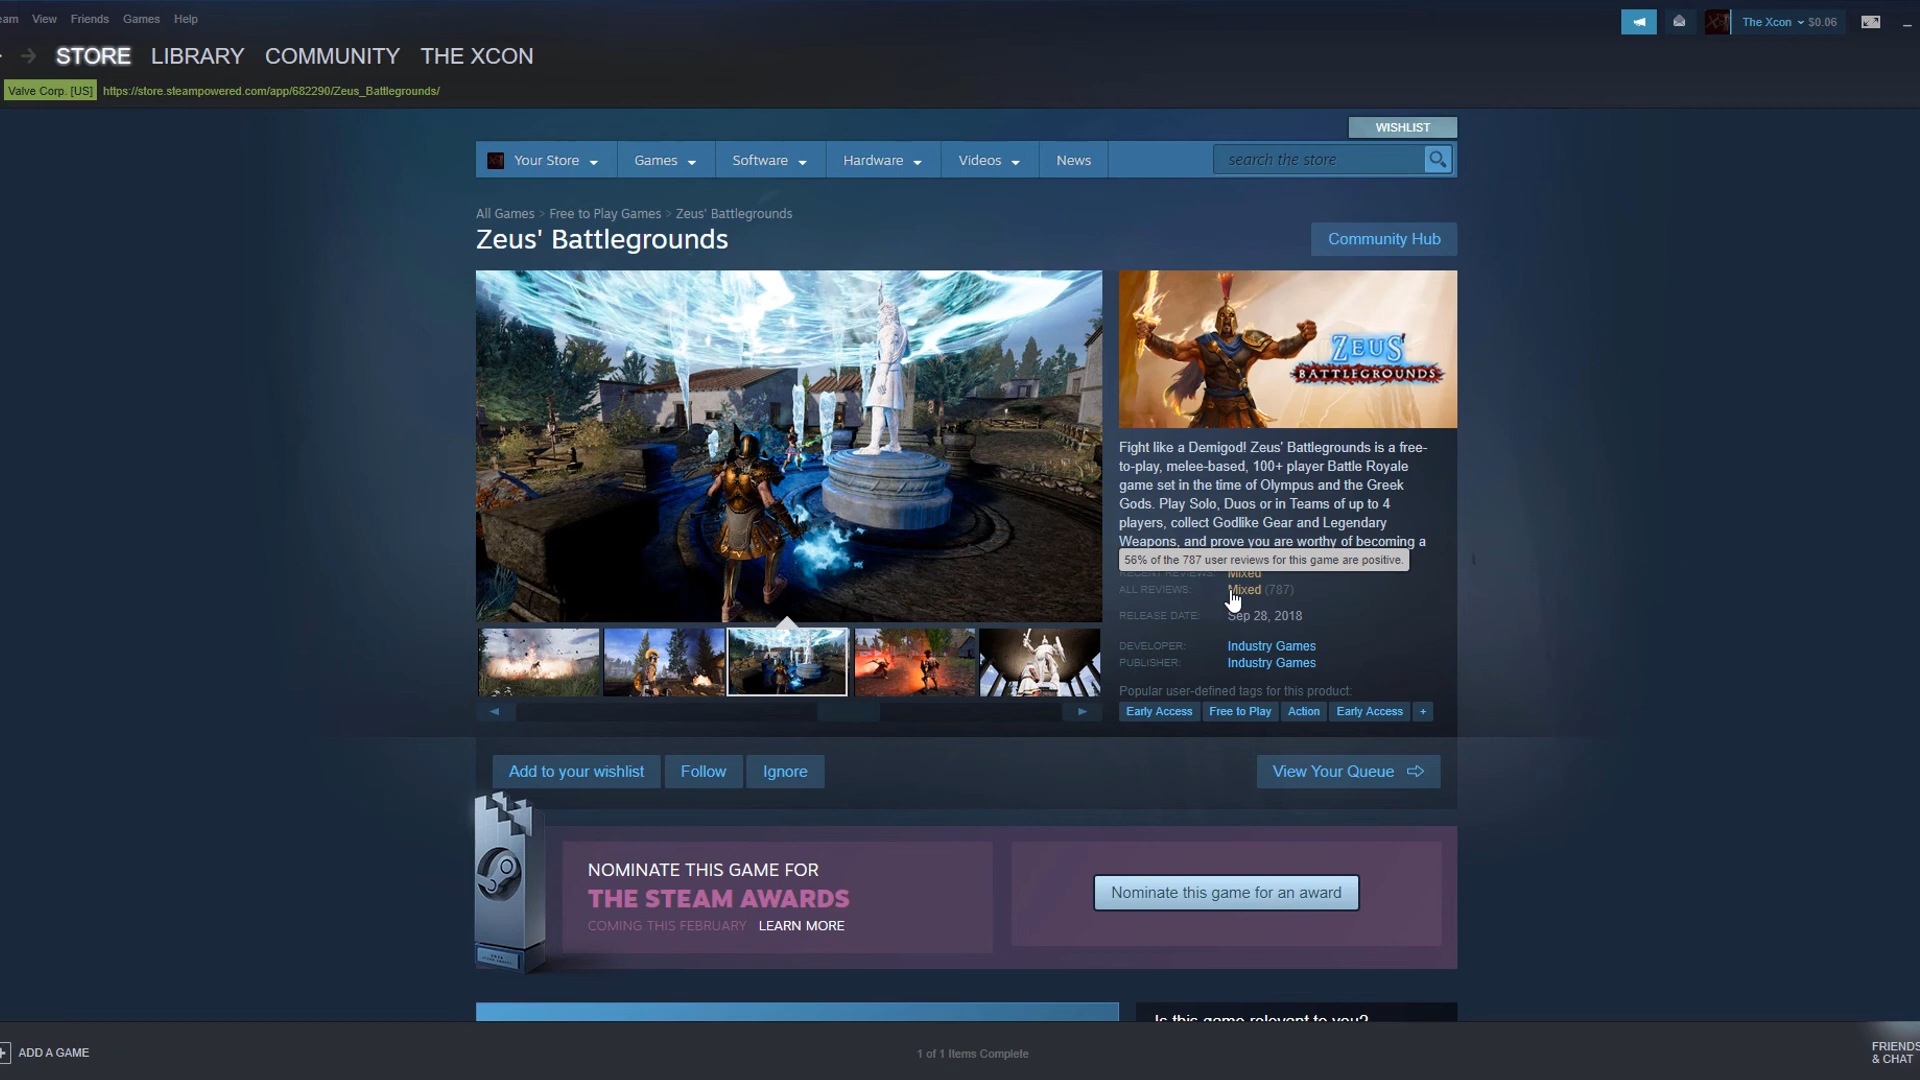 eam View Friends Games Help
The Xcon $0.06
STORE LIBRARY COMMUNITY THE XCON
Valve Corp. [US] https://store.steampowered.com/app/682290/Zeus_Battlegrounds/
WISHLIST
Your Store Games Software Hardware Videos News search the store
All Games > Free to Play Games > Zeus' Battlegrounds
Zeus' Battlegrounds
Community Hub
ZEUS'
BATTLEGROUNDS
Fight like a Demigod! Zeus' Battlegrounds is a free-
to-play, melee-based, 100+ player Battle Royale
game set in the time of Olympus and the Greek
Gods. Play Solo, Duos or in Teams of up to 4
players, collect Godlike Gear and Legendary
Weapons, and prove you are worthy of becoming a
56% of the 787 user reviews for this game are positive.
RECENT REVIEWS: Mixed
ALL REVIEWS: Mixed (787)
RELEASE DATE: Sep 28, 2018
DEVELOPER: Industry Games
PUBLISHER: Industry Games
Popular user-defined tags for this product:
Early Access Free to Play Action Early Access +
Add to your wishlist Follow Ignore View Your Queue
NOMINATE THIS GAME FOR
THE STEAM AWARDS
COMING THIS FEBRUARY LEARN MORE
Nominate this game for an award
Is this game relevant to you?
+ ADD A GAME
1 of 1 Items Complete
FRIENDS
& CHAT